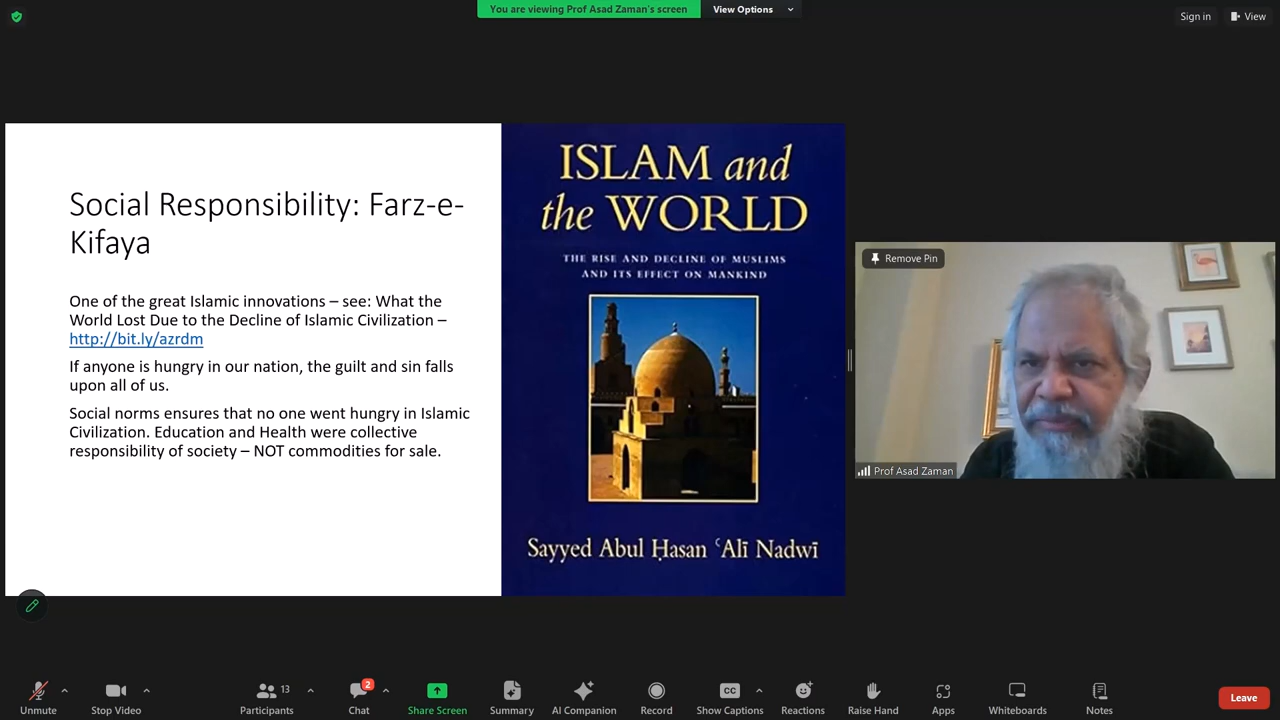 You are viewing Prof Asad Zaman's screen
View Options
Sign in
View
Social Responsibility: Farz-e-
Kifaya
One of the great Islamic innovations – see: What the
World Lost Due to the Decline of Islamic Civilization –
http://bit.ly/azrdm
If anyone is hungry in our nation, the guilt and sin falls
upon all of us.
Social norms ensures that no one went hungry in Islamic
Civilization. Education and Health were collective
responsibility of society – NOT commodities for sale.
ISLAM and
the WORLD
THE RISE AND DECLINE OF MUSLIMS
AND ITS EFFECT ON MANKIND
Sayyed Abul Ḥasan ʿAlī Nadwī
Remove Pin
Prof Asad Zaman
Unmute
Stop Video
13
Participants
2
Chat
Share Screen
Summary
AI Companion
Record
CC
Show Captions
Reactions
Raise Hand
Apps
Whiteboards
Notes
Leave